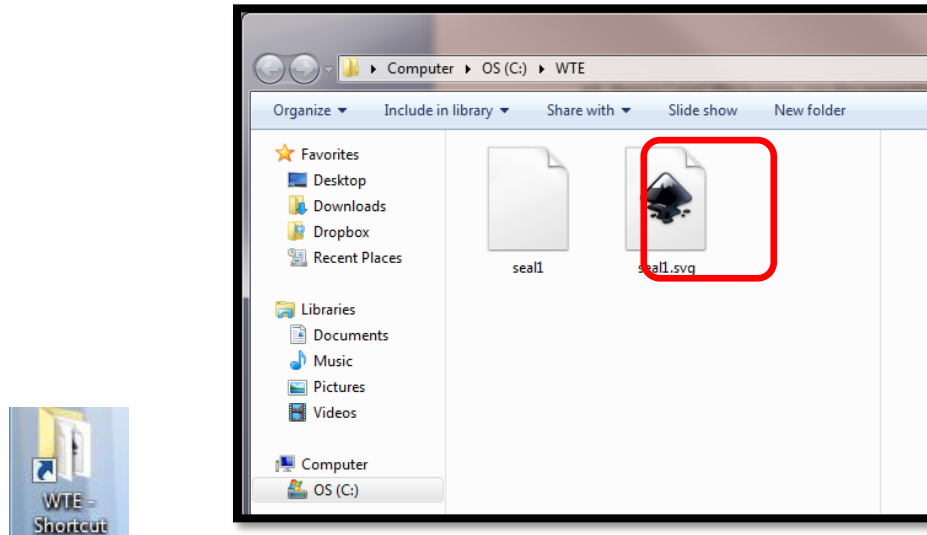 Computer ▸ OS (C:) ▸ WTE
Organize ▾ Include in library ▾ Share with ▾ Slide show New folder
Favorites
Desktop
Downloads
Dropbox
Recent Places
Libraries
Documents
Music
Pictures
Videos
Computer
OS (C:)
seal1
seal1.svg
WTE -
Shortcut